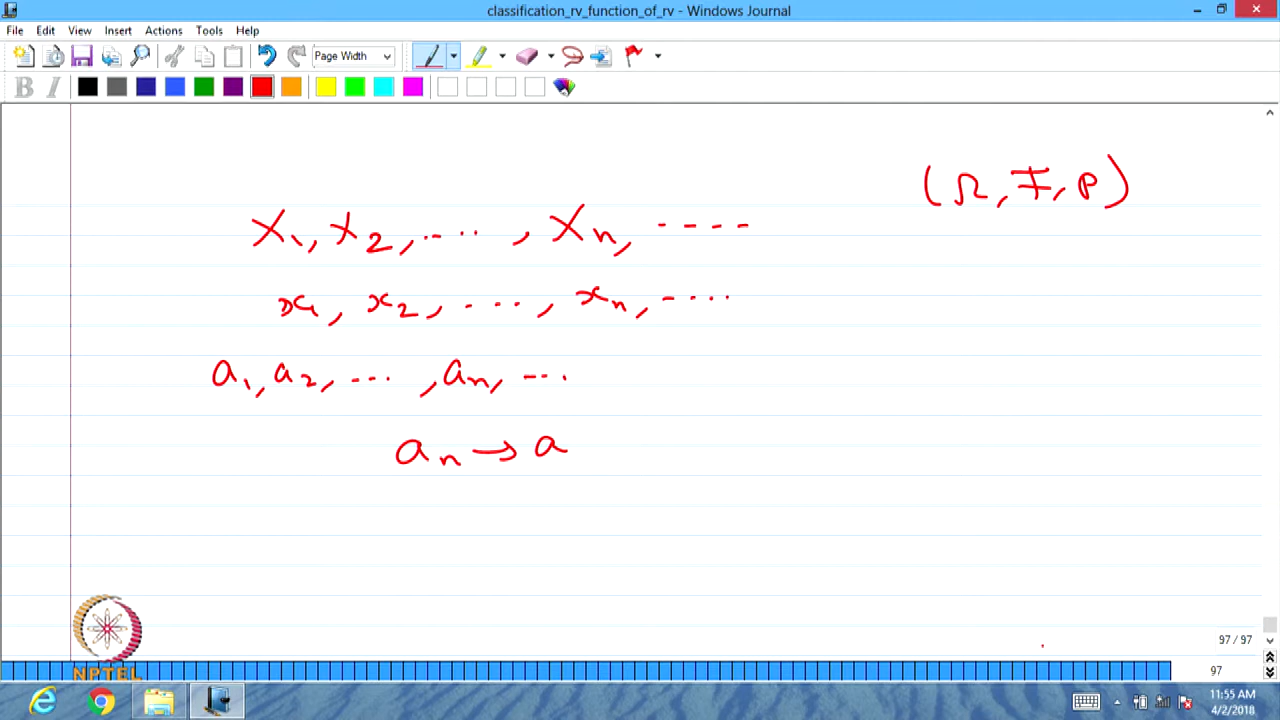 classification_rv_function_of_rv - Windows Journal
File Edit View Insert Actions Tools Help
Page Width
B I
(Ω, F, P)
X₁, X₂, ..... , Xₙ, ----
x₁, x₂, ....., xₙ, -....
a₁, a₂, .... , aₙ, ...
aₙ → a
97 / 97
NPTEL
97
11:55 AM
4/2/2018